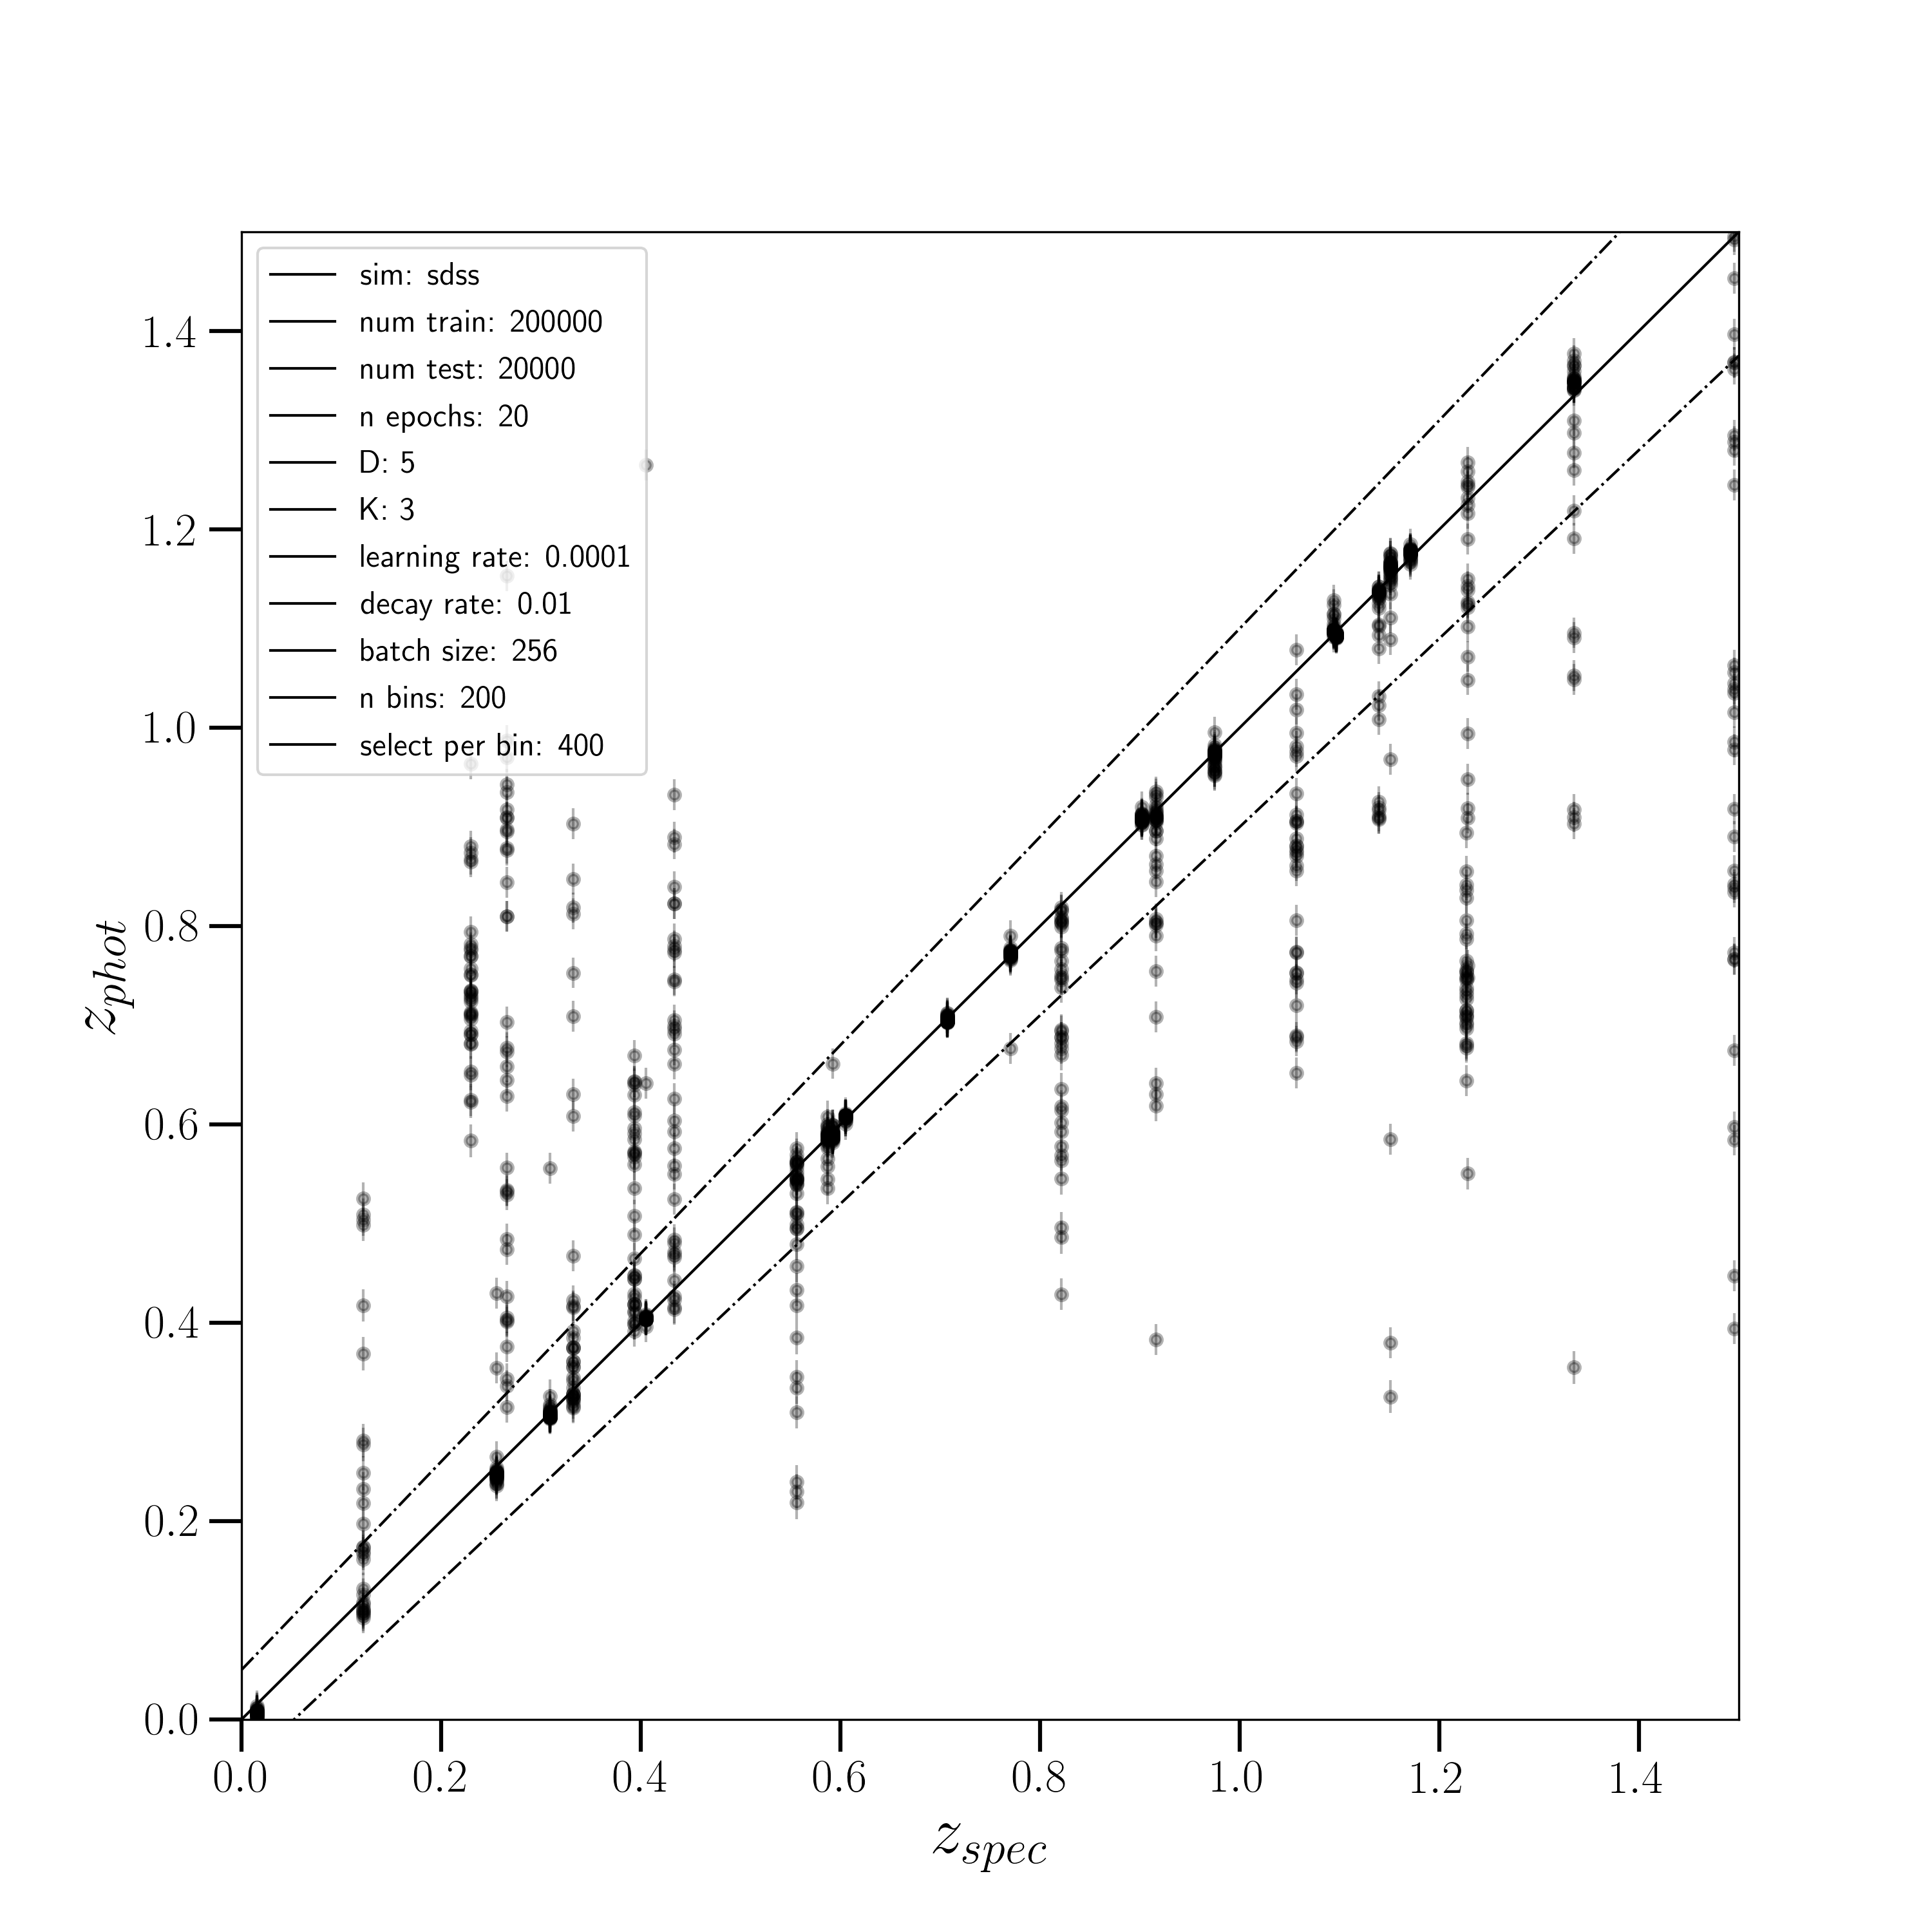 sim: sdss
num train: 200000
num test: 20000
n epochs: 20
D: 5
K: 3
learning rate: 0.0001
decay rate: 0.01
batch size: 256
n bins: 200
select per bin: 400
1.4
1.2
1.0
0.8
0.6
0.4
0.2
0.0
z_phot
0.0 0.2 0.4 0.6 0.8 1.0 1.2 1.4
z_spec